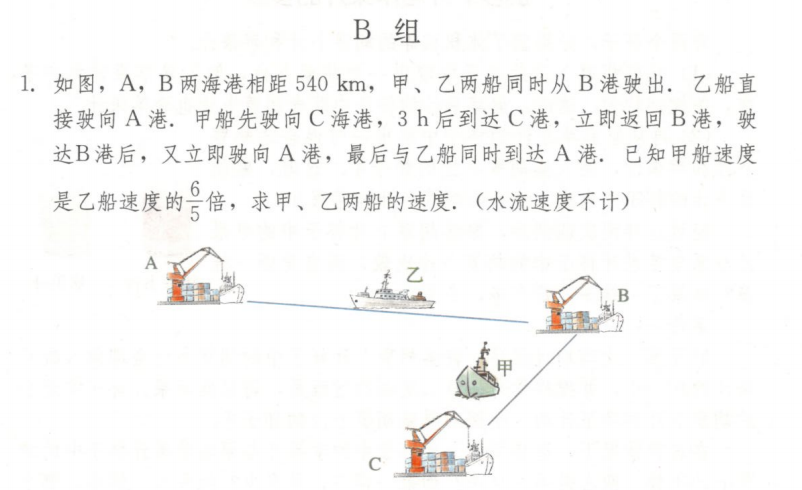 B 组
1. 如图，A，B两海港相距 540 km，甲、乙两船同时从 B 港驶出．乙船直
接驶向 A 港．甲船先驶向C海港，3 h 后到达 C 港，立即返回 B 港，驶
达B港后，又立即驶向 A 港，最后与乙船同时到达 A 港．已知甲船速度
是乙船速度的6/5倍，求甲、乙两船的速度．（水流速度不计）
A
乙
B
甲
C